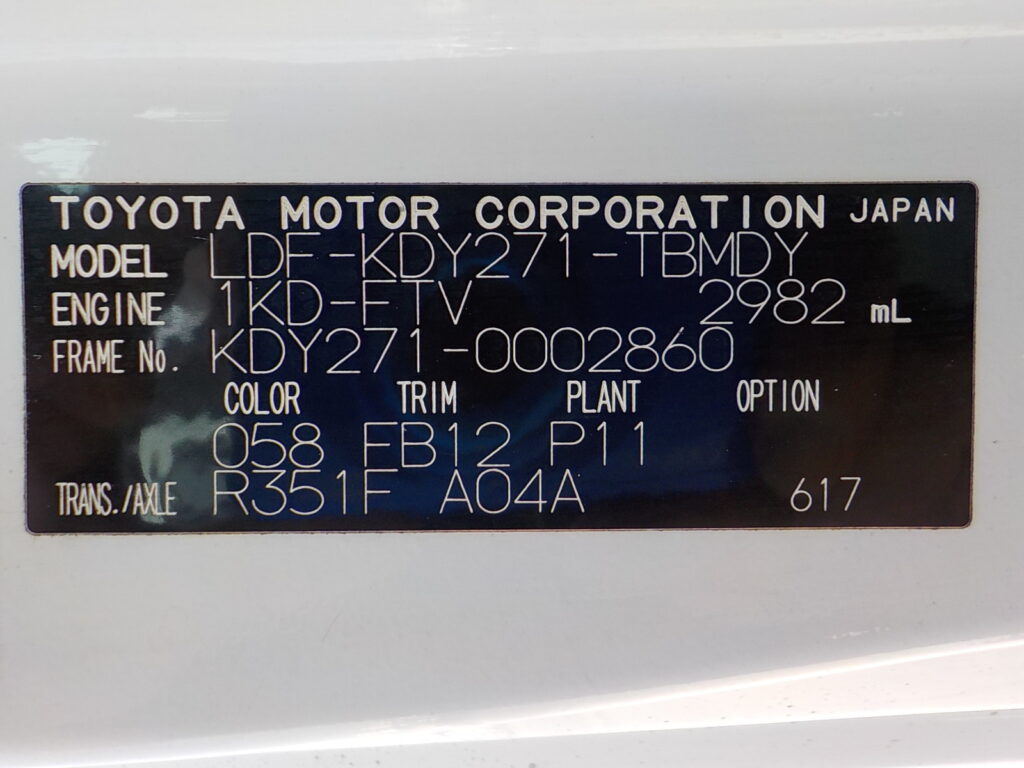 TOYOTA MOTOR CORPORATION JAPAN
MODEL LDF-KDY271-TBMDY
ENGINE 1KD-FTV 2982 mL
FRAME No. KDY271-0002860
COLOR TRIM PLANT OPTION
058 FB12 P11
TRANS./AXLE R351F A04A 617